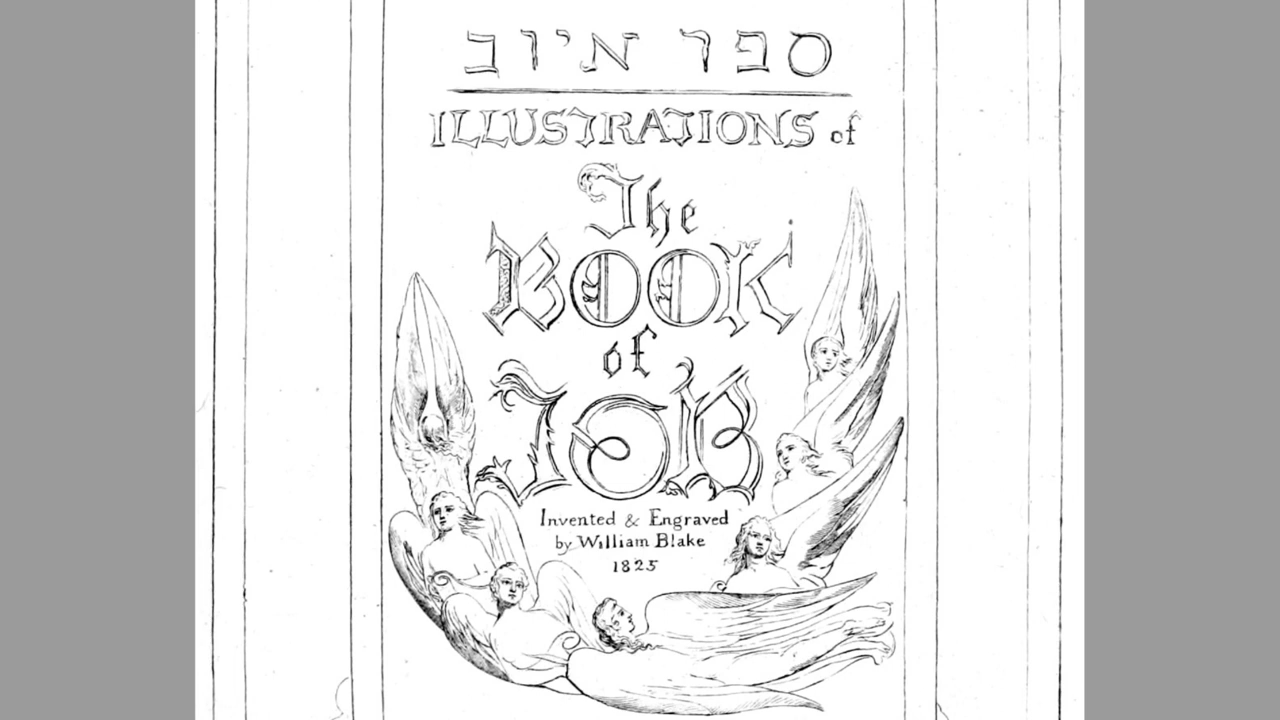 ספר איוב
ILLUSTRATIONS of
The
BOOK
of
JOB
Invented & Engraved
by William Blake
1825